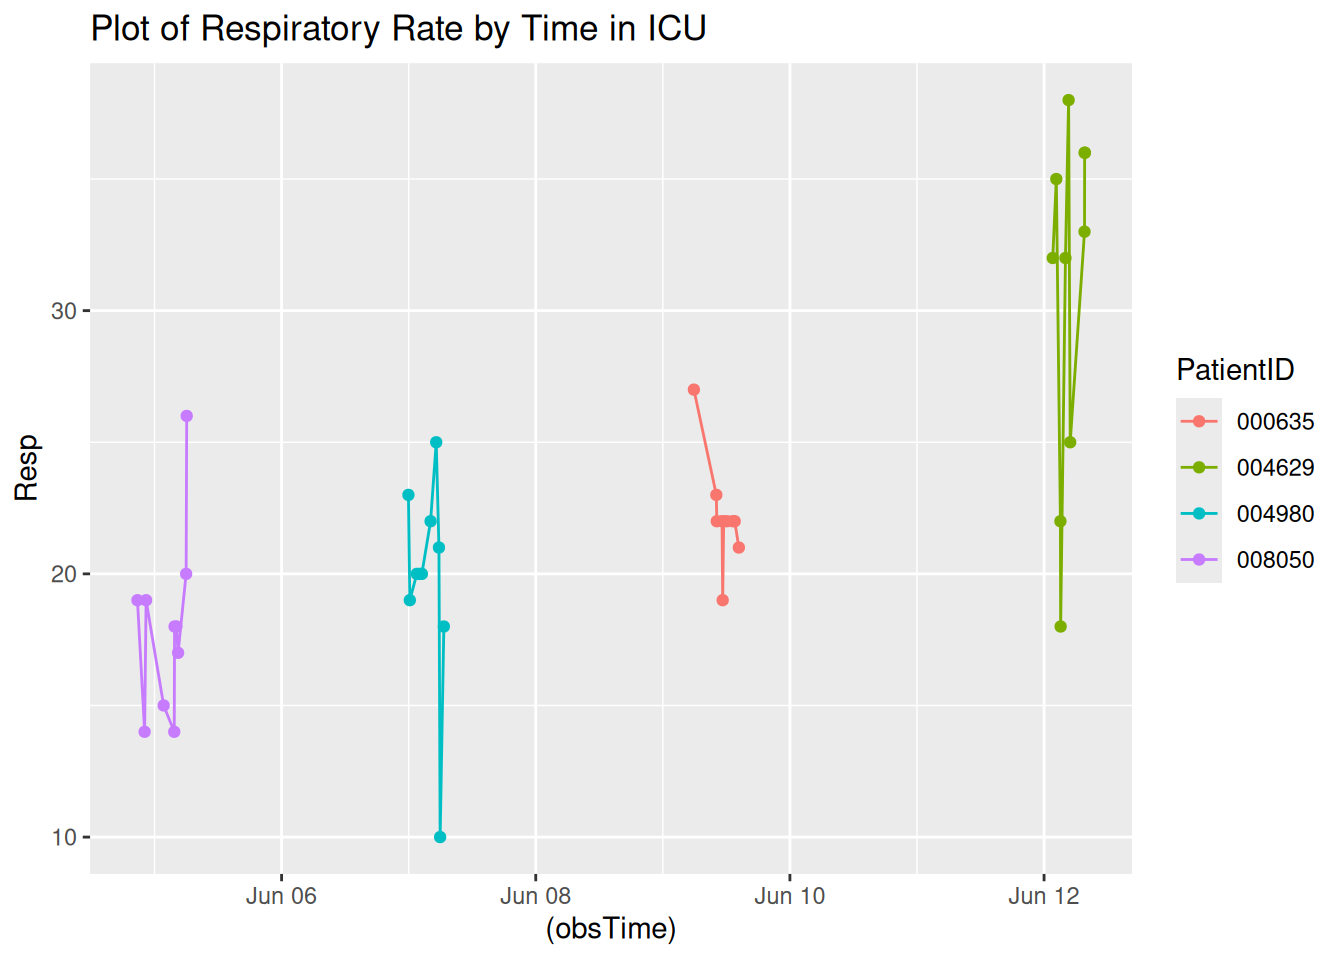 Plot of Respiratory Rate by Time in ICU
Resp
30
20
10
Jun 06
Jun 08
Jun 10
Jun 12
(obsTime)
PatientID
000635
004629
004980
008050